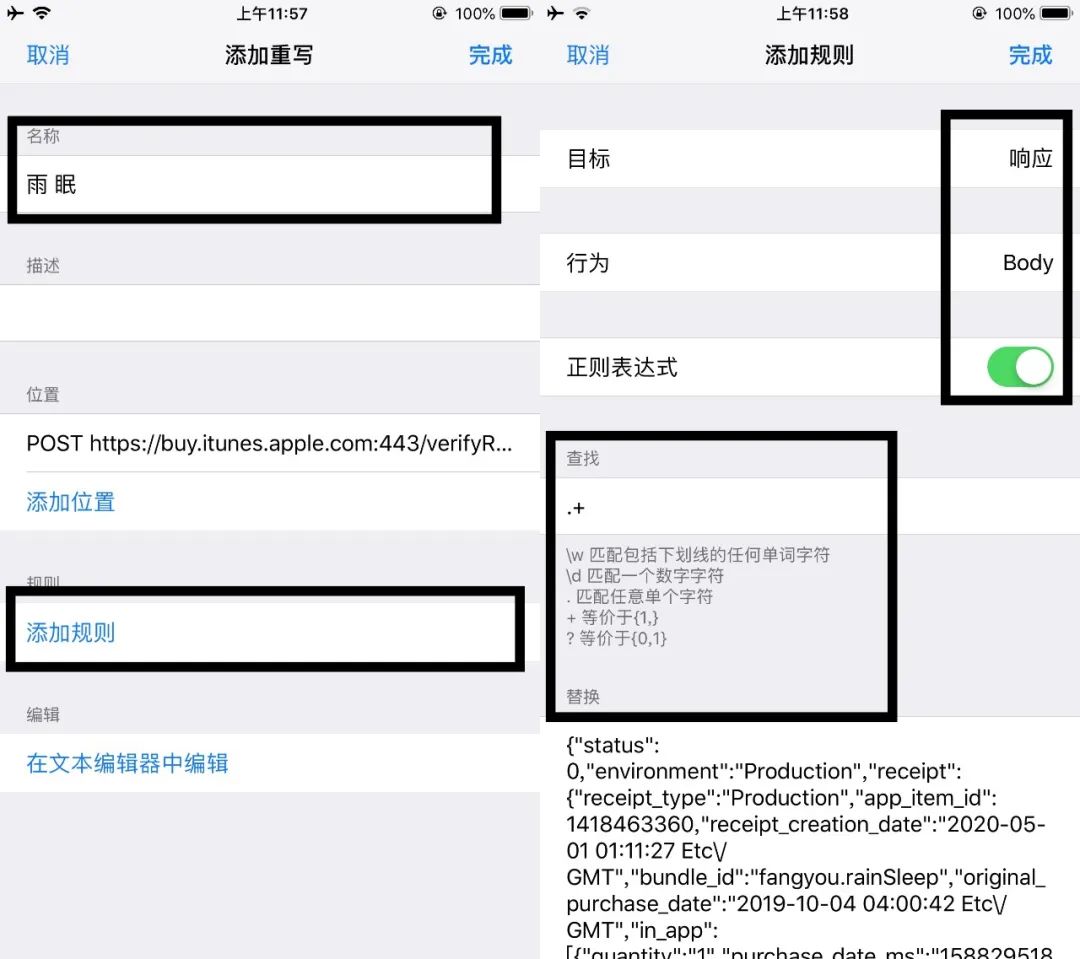 上午11:57
100%
取消
添加重写
完成
名称
雨 眠
描述
位置
POST https://buy.itunes.apple.com:443/verifyR...
添加位置
规则
添加规则
编辑
在文本编辑器中编辑
上午11:58
100%
取消
添加规则
完成
目标
响应
行为
Body
正则表达式
查找
.+
\w 匹配包括下划线的任何单词字符
\d 匹配一个数字字符
. 匹配任意单个字符
+ 等价于{1,}
? 等价于{0,1}
替换
{"status":
0,"environment":"Production","receipt":
{"receipt_type":"Production","app_item_id":
1418463360,"receipt_creation_date":"2020-05-
01 01:11:27 Etc\/
GMT","bundle_id":"fangyou.rainSleep","original_
purchase_date":"2019-10-04 04:00:42 Etc\/
GMT","in_app":
[{"quantity":"1","purchase_date_ms":"158829518